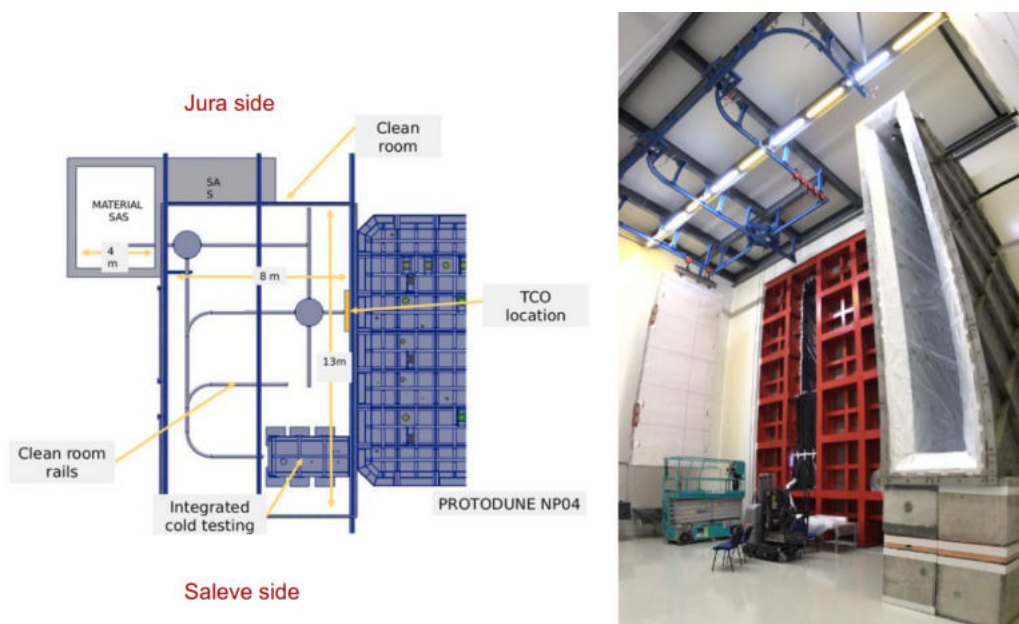 Jura side
Clean
room
SA
S
MATERIAL
SAS
4
m
8 m
TCO
location
13m
Clean room
rails
Integrated
cold testing
PROTODUNE NP04
Saleve side